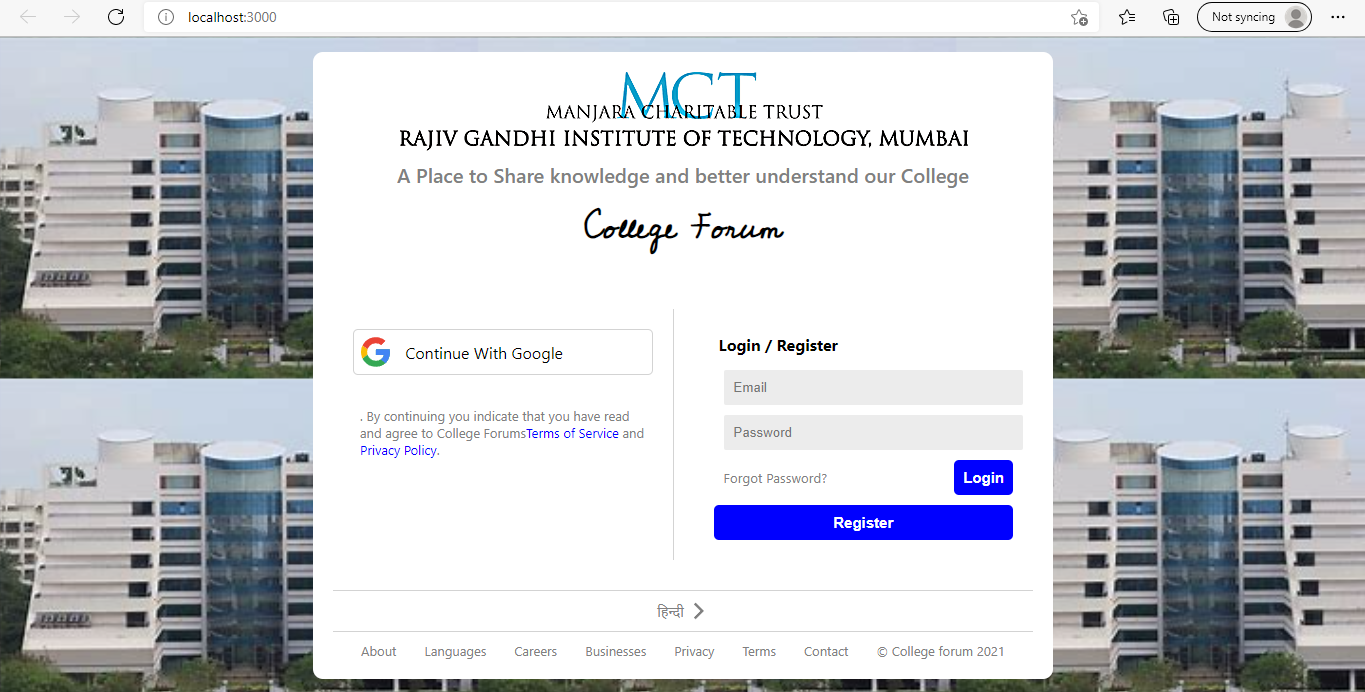 localhost:3000
Not syncing
MCT
MANJARA CHARITABLE TRUST
RAJIV GANDHI INSTITUTE OF TECHNOLOGY, MUMBAI
A Place to Share knowledge and better understand our College
College Forum
Continue With Google
. By continuing you indicate that you have read
and agree to College ForumsTerms of Service and
Privacy Policy.
Login / Register
Email
Password
Forgot Password? Login
Register
हिन्दी
About Languages Careers Businesses Privacy Terms Contact © College forum 2021